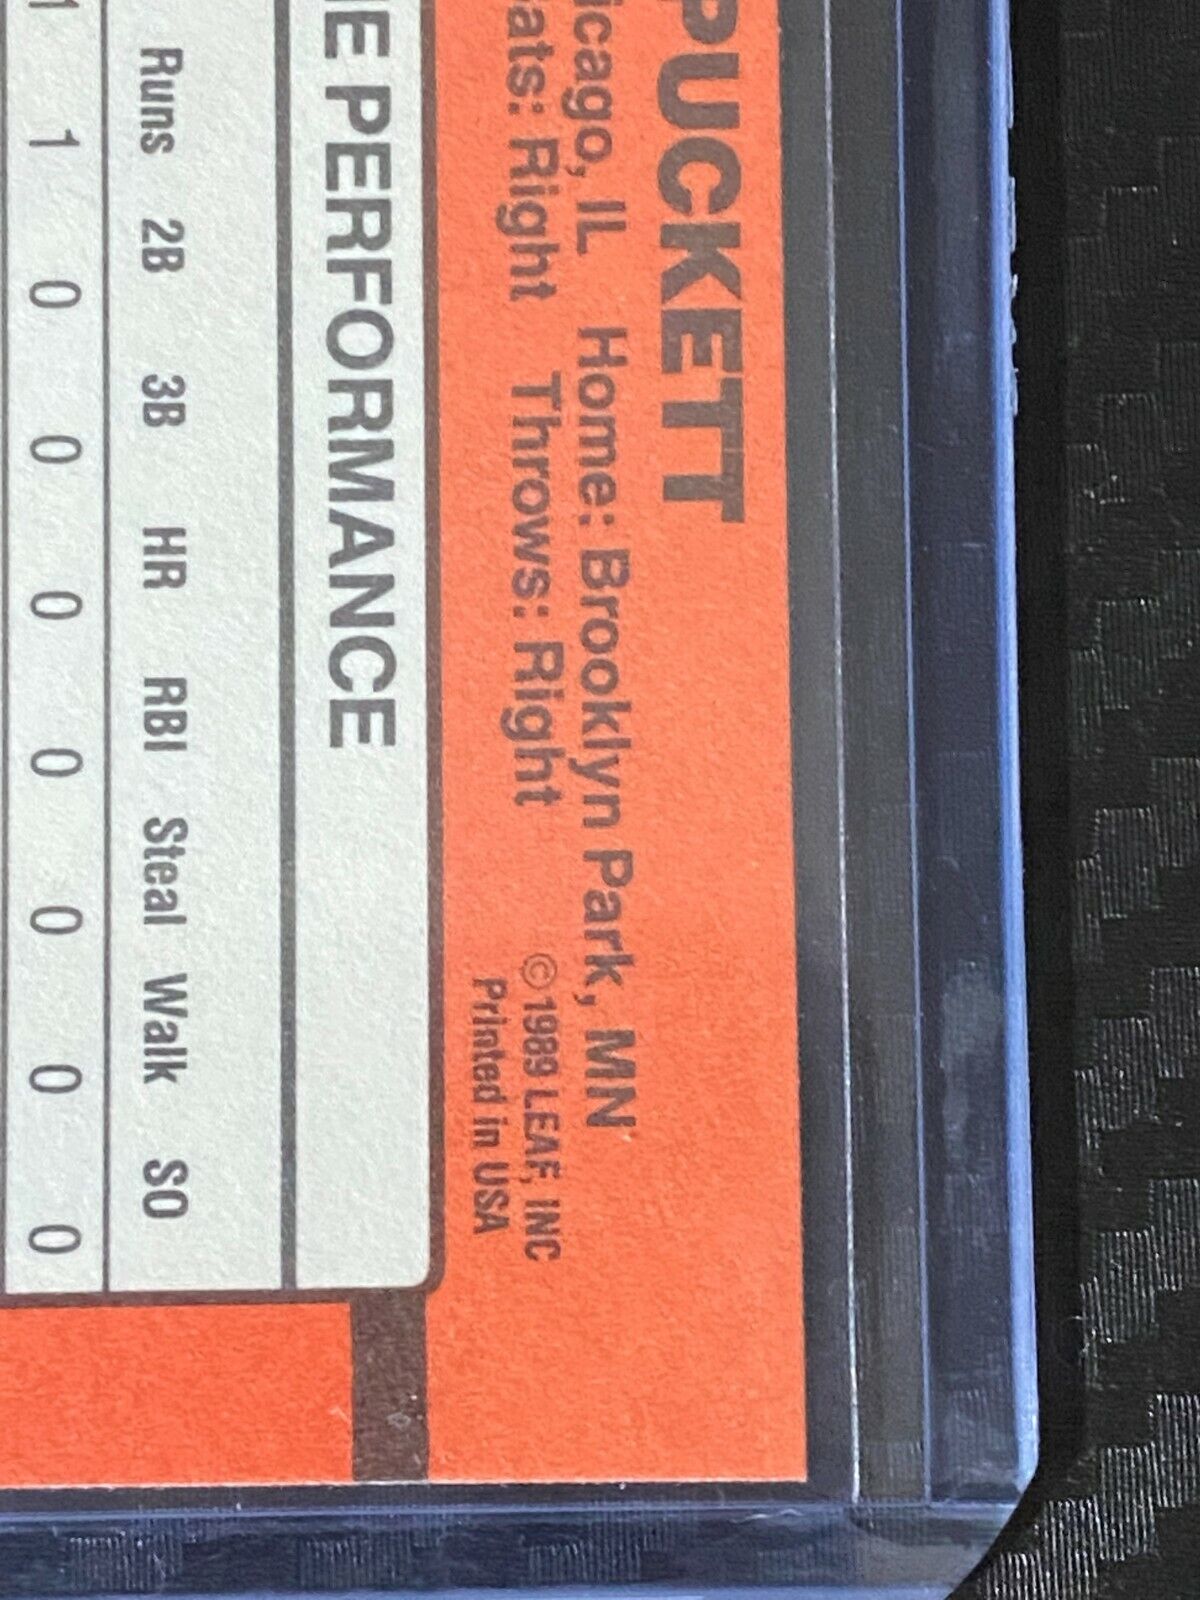 PUCKETT
icago, IL Home: Brooklyn Park, MN
ats: Right Throws: Right
©1989 LEAF, INC
Printed in USA
E PERFORMANCE
Runs 2B 3B HR RBI Steal Walk SO
1 1 0 0 0 0 0 0 0